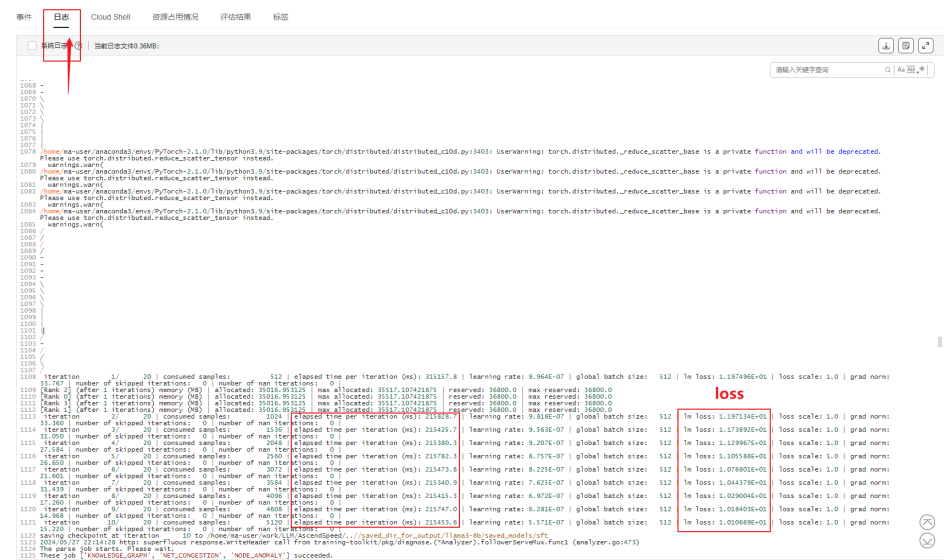 事件 日志 Cloud Shell 资源占用情况 评估结果 标签
系统日志 ? | 当前日志文件0.36MB:
请输入关键字查询 Aa
1068 -
1069 -
1070 \
1071 \
1072 \
1073 \
1074 |
1075 |
1076 |
1077 |
1078 /home/ma-user/anaconda3/envs/PyTorch-2.1.0/lib/python3.9/site-packages/torch/distributed/distributed_c10d.py:3403: UserWarning: torch.distributed._reduce_scatter_base is a private function and will be deprecated.
Please use torch.distributed.reduce_scatter_tensor instead.
1079 warnings.warn(
1080 /home/ma-user/anaconda3/envs/PyTorch-2.1.0/lib/python3.9/site-packages/torch/distributed/distributed_c10d.py:3403: UserWarning: torch.distributed._reduce_scatter_base is a private function and will be deprecated.
Please use torch.distributed.reduce_scatter_tensor instead.
1081 warnings.warn(
1082 /home/ma-user/anaconda3/envs/PyTorch-2.1.0/lib/python3.9/site-packages/torch/distributed/distributed_c10d.py:3403: UserWarning: torch.distributed._reduce_scatter_base is a private function and will be deprecated.
Please use torch.distributed.reduce_scatter_tensor instead.
1083 warnings.warn(
1084 /home/ma-user/anaconda3/envs/PyTorch-2.1.0/lib/python3.9/site-packages/torch/distributed/distributed_c10d.py:3403: UserWarning: torch.distributed._reduce_scatter_base is a private function and will be deprecated.
Please use torch.distributed.reduce_scatter_tensor instead.
1085 warnings.warn(
1086 /
1087 /
1088 /
1089 /
1090 -
1091 -
1092 -
1093 -
1094 \
1095 \
1096 \
1097 \
1098 |
1099 |
1100 |
1101 |
1102 /
1103 -
1104 /
1105 /
1106 \
1107 /
1108 iteration 1/ 20 | consumed samples: 512 | elapsed time per iteration (ms): 315157.8 | learning rate: 9.964E-07 | global batch size: 512 | lm loss: 1.197496E+01 | loss scale: 1.0 | grad norm:
33.767 | number of skipped iterations: 0 | number of nan iterations: 0 |
1109 [Rank 2] (after 1 iterations) memory (MB) | allocated: 35016.953125 | max allocated: 35517.107421875 | reserved: 36800.0 | max reserved: 36800.0
1110 [Rank 0] (after 1 iterations) memory (MB) | allocated: 35016.953125 | max allocated: 35517.107421875 | reserved: 36800.0 | max reserved: 36800.0
1111 [Rank 3] (after 1 iterations) memory (MB) | allocated: 35016.953125 | max allocated: 35517.107421875 | reserved: 36800.0 | max reserved: 36800.0
1112 [Rank 1] (after 1 iterations) memory (MB) | allocated: 35016.953125 | max allocated: 35517.107421875 | reserved: 36800.0 | max reserved: 36800.0
loss
1113 iteration 2/ 20 | consumed samples: 1024 | elapsed time per iteration (ms): 215828.7 | learning rate: 9.818E-07 | global batch size: 512 | lm loss: 1.197134E+01 | loss scale: 1.0 | grad norm:
33.360 | number of skipped iterations: 0 | number of nan iterations: 0 |
1114 iteration 3/ 20 | consumed samples: 1536 | elapsed time per iteration (ms): 215425.7 | learning rate: 9.563E-07 | global batch size: 512 | lm loss: 1.173892E+01 | loss scale: 1.0 | grad norm:
31.050 | number of skipped iterations: 0 | number of nan iterations: 0 |
1115 iteration 4/ 20 | consumed samples: 2048 | elapsed time per iteration (ms): 215380.3 | learning rate: 9.207E-07 | global batch size: 512 | lm loss: 1.129967E+01 | loss scale: 1.0 | grad norm:
27.584 | number of skipped iterations: 0 | number of nan iterations: 0 |
1116 iteration 5/ 20 | consumed samples: 2560 | elapsed time per iteration (ms): 215782.3 | learning rate: 8.757E-07 | global batch size: 512 | lm loss: 1.105588E+01 | loss scale: 1.0 | grad norm:
26.650 | number of skipped iterations: 0 | number of nan iterations: 0 |
1117 iteration 6/ 20 | consumed samples: 3072 | elapsed time per iteration (ms): 215473.8 | learning rate: 8.225E-07 | global batch size: 512 | lm loss: 1.076801E+01 | loss scale: 1.0 | grad norm:
21.601 | number of skipped iterations: 0 | number of nan iterations: 0 |
1118 iteration 7/ 20 | consumed samples: 3584 | elapsed time per iteration (ms): 215340.9 | learning rate: 7.625E-07 | global batch size: 512 | lm loss: 1.044379E+01 | loss scale: 1.0 | grad norm:
31.439 | number of skipped iterations: 0 | number of nan iterations: 0 |
1119 iteration 8/ 20 | consumed samples: 4096 | elapsed time per iteration (ms): 215415.3 | learning rate: 6.972E-07 | global batch size: 512 | lm loss: 1.029004E+01 | loss scale: 1.0 | grad norm:
17.260 | number of skipped iterations: 0 | number of nan iterations: 0 |
1120 iteration 9/ 20 | consumed samples: 4608 | elapsed time per iteration (ms): 215747.0 | learning rate: 6.281E-07 | global batch size: 512 | lm loss: 1.018403E+01 | loss scale: 1.0 | grad norm:
14.968 | number of skipped iterations: 0 | number of nan iterations: 0 |
1121 iteration 10/ 20 | consumed samples: 5120 | elapsed time per iteration (ms): 215453.6 | learning rate: 5.571E-07 | global batch size: 512 | lm loss: 1.010669E+01 | loss scale: 1.0 | grad norm:
15.220 | number of skipped iterations: 0 | number of nan iterations: 0 |
1122 saving checkpoint at iteration 10 to /home/ma-user/work/LLM/AscendSpeed/../saved_dir_for_output/llama3-8b/saved_models/sft
1123 2024/05/27 22:14:28 http: superfluous response.WriteHeader call from training-toolkit/pkg/diagnose.(*Analyzer).followerServeMux.func1 (analyzer.go:473)
1124 The parse job starts. Please wait.
1125 These job ['KNOWLEDGE_GRAPH', 'NET_CONGESTION', 'NODE_ANOMALY'] succeeded.